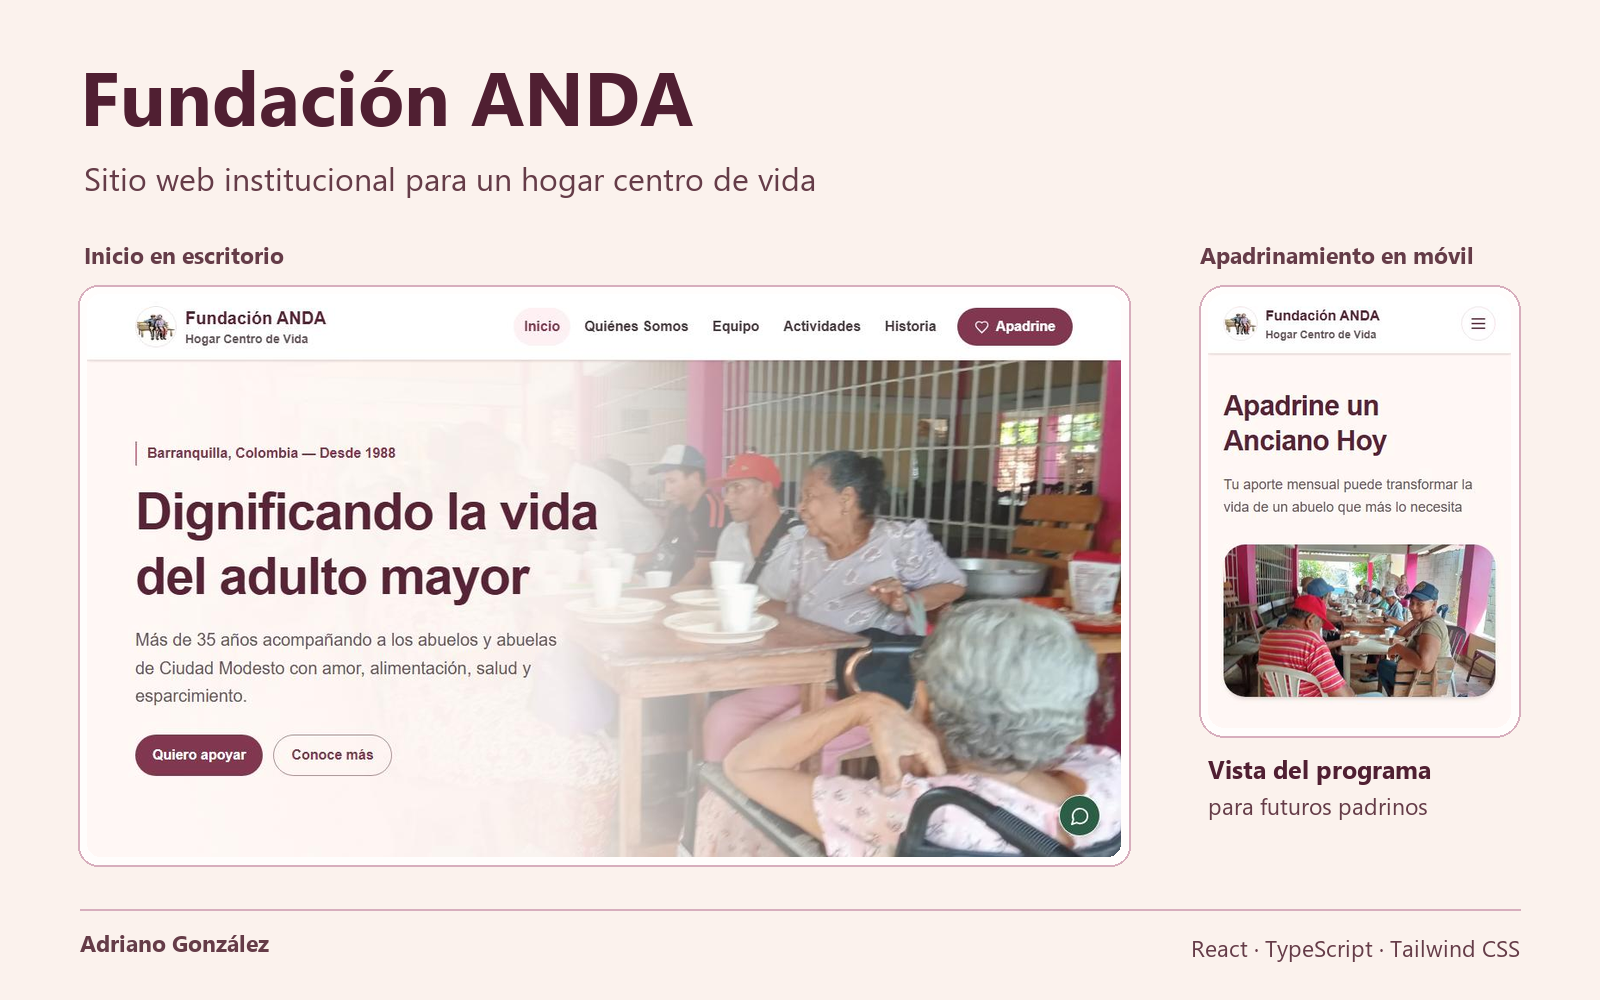 Fundación ANDA
Sitio web institucional para un hogar centro de vida
Inicio en escritorio
Fundación ANDA
Hogar Centro de Vida
Inicio
Quiénes Somos
Equipo
Actividades
Historia
Apadrine
Barranquilla, Colombia — Desde 1988
Dignificando la vida
del adulto mayor
Más de 35 años acompañando a los abuelos y abuelas
de Ciudad Modesto con amor, alimentación, salud y
esparcimiento.
Quiero apoyar
Conoce más
Apadrinamiento en móvil
Fundación ANDA
Hogar Centro de Vida
Apadrine un
Anciano Hoy
Tu aporte mensual puede transformar la
vida de un abuelo que más lo necesita
Vista del programa
para futuros padrinos
Adriano González
React · TypeScript · Tailwind CSS